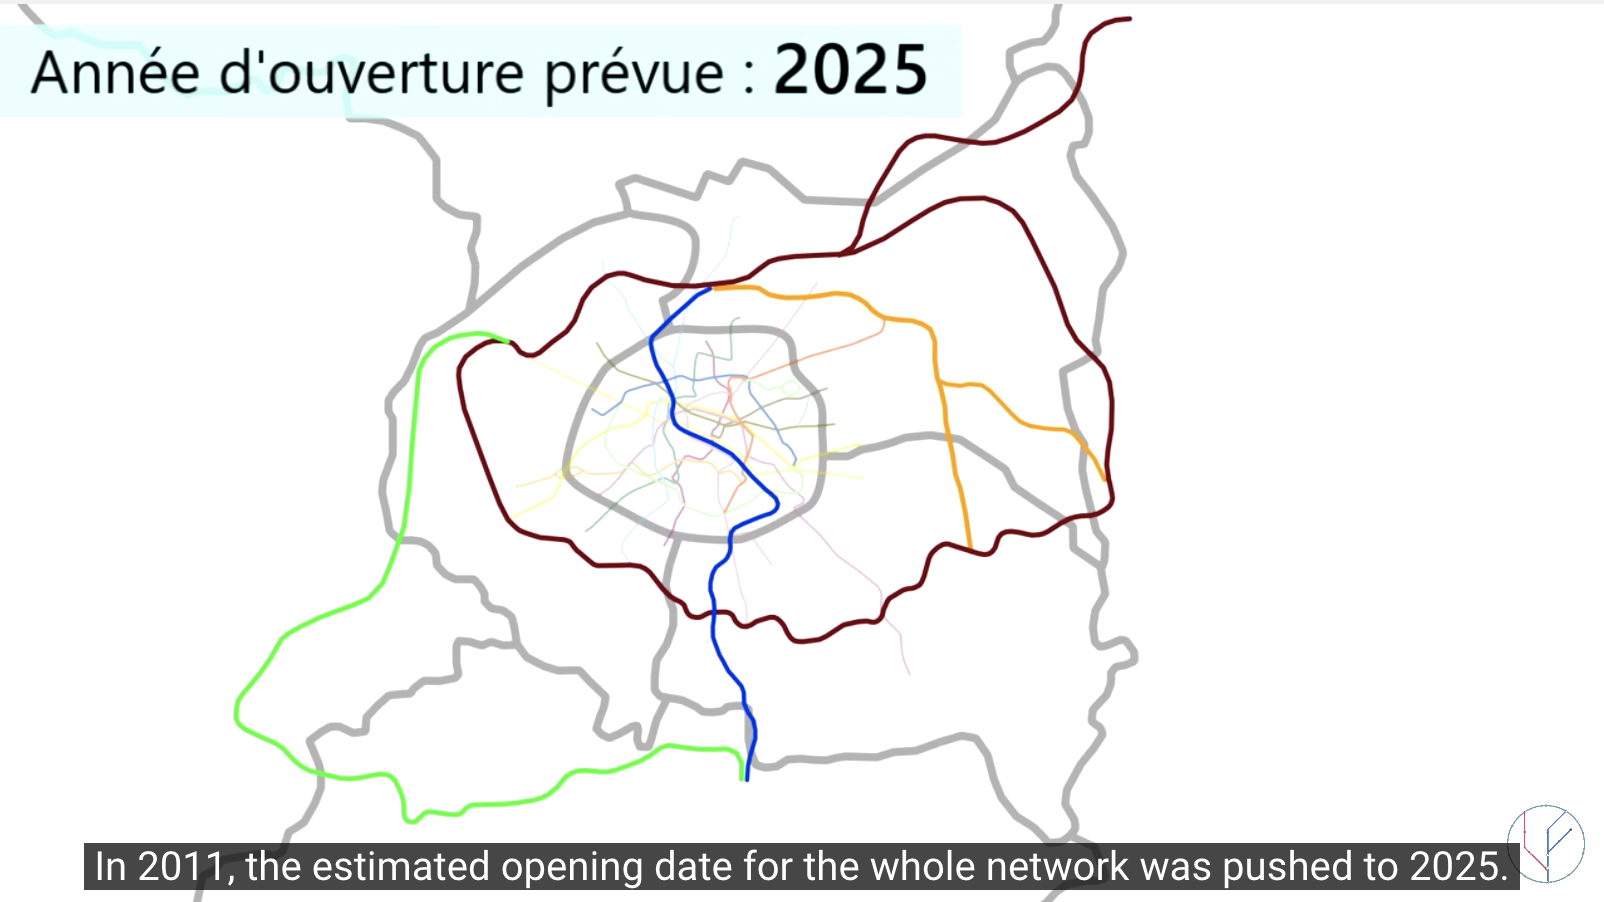 Année d'ouverture prévue : 2025
In 2011, the estimated opening date for the whole network was pushed to 2025.